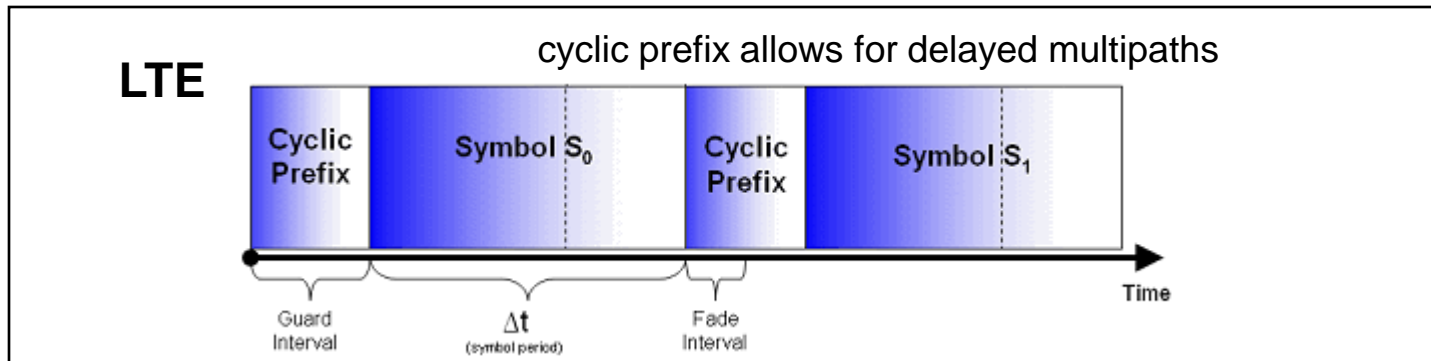 cyclic prefix allows for delayed multipaths
LTE
Cyclic
Prefix
Symbol S₀
Cyclic
Prefix
Symbol S₁
Time
Guard
Interval
Δt
(symbol period)
Fade
Interval